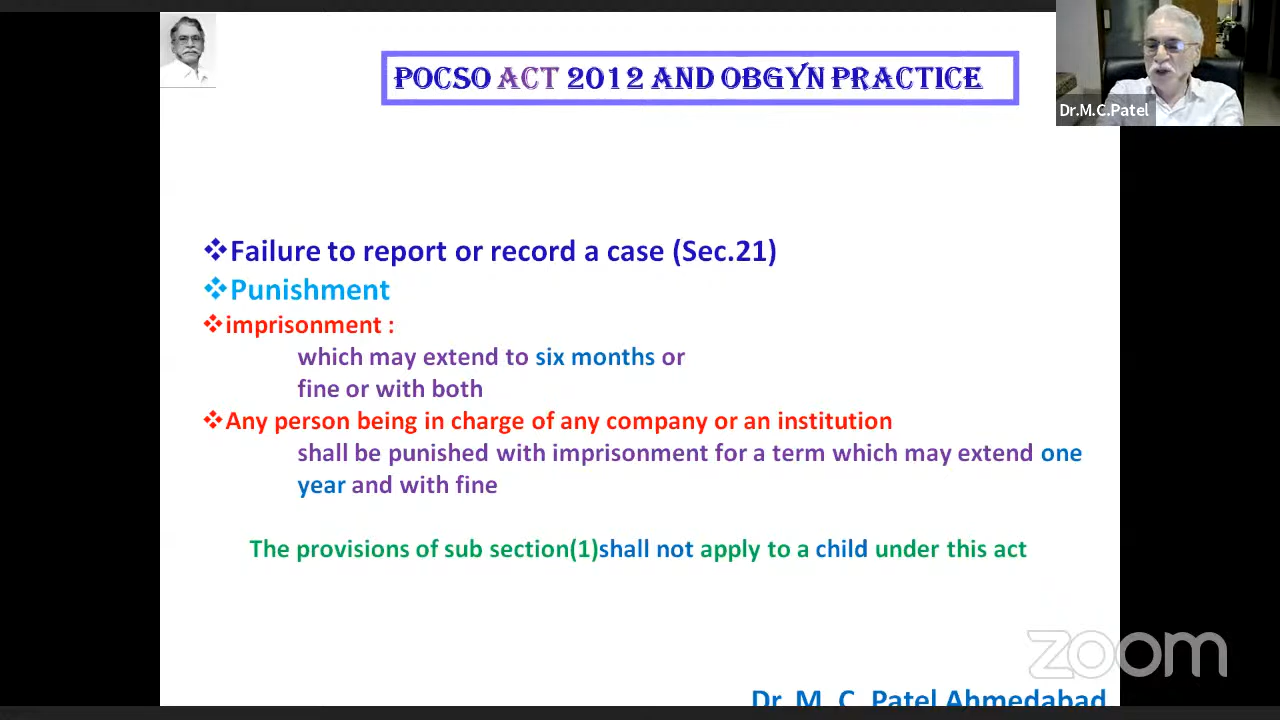 POCSO ACT 2012 AND OBGYN PRACTICE
Dr.M.C.Patel
❖Failure to report or record a case (Sec.21)
❖Punishment
❖imprisonment :
which may extend to six months or
fine or with both
❖Any person being in charge of any company or an institution
shall be punished with imprisonment for a term which may extend one
year and with fine
The provisions of sub section(1)shall not apply to a child under this act
zoom
Dr. M. C. Patel Ahmedabad